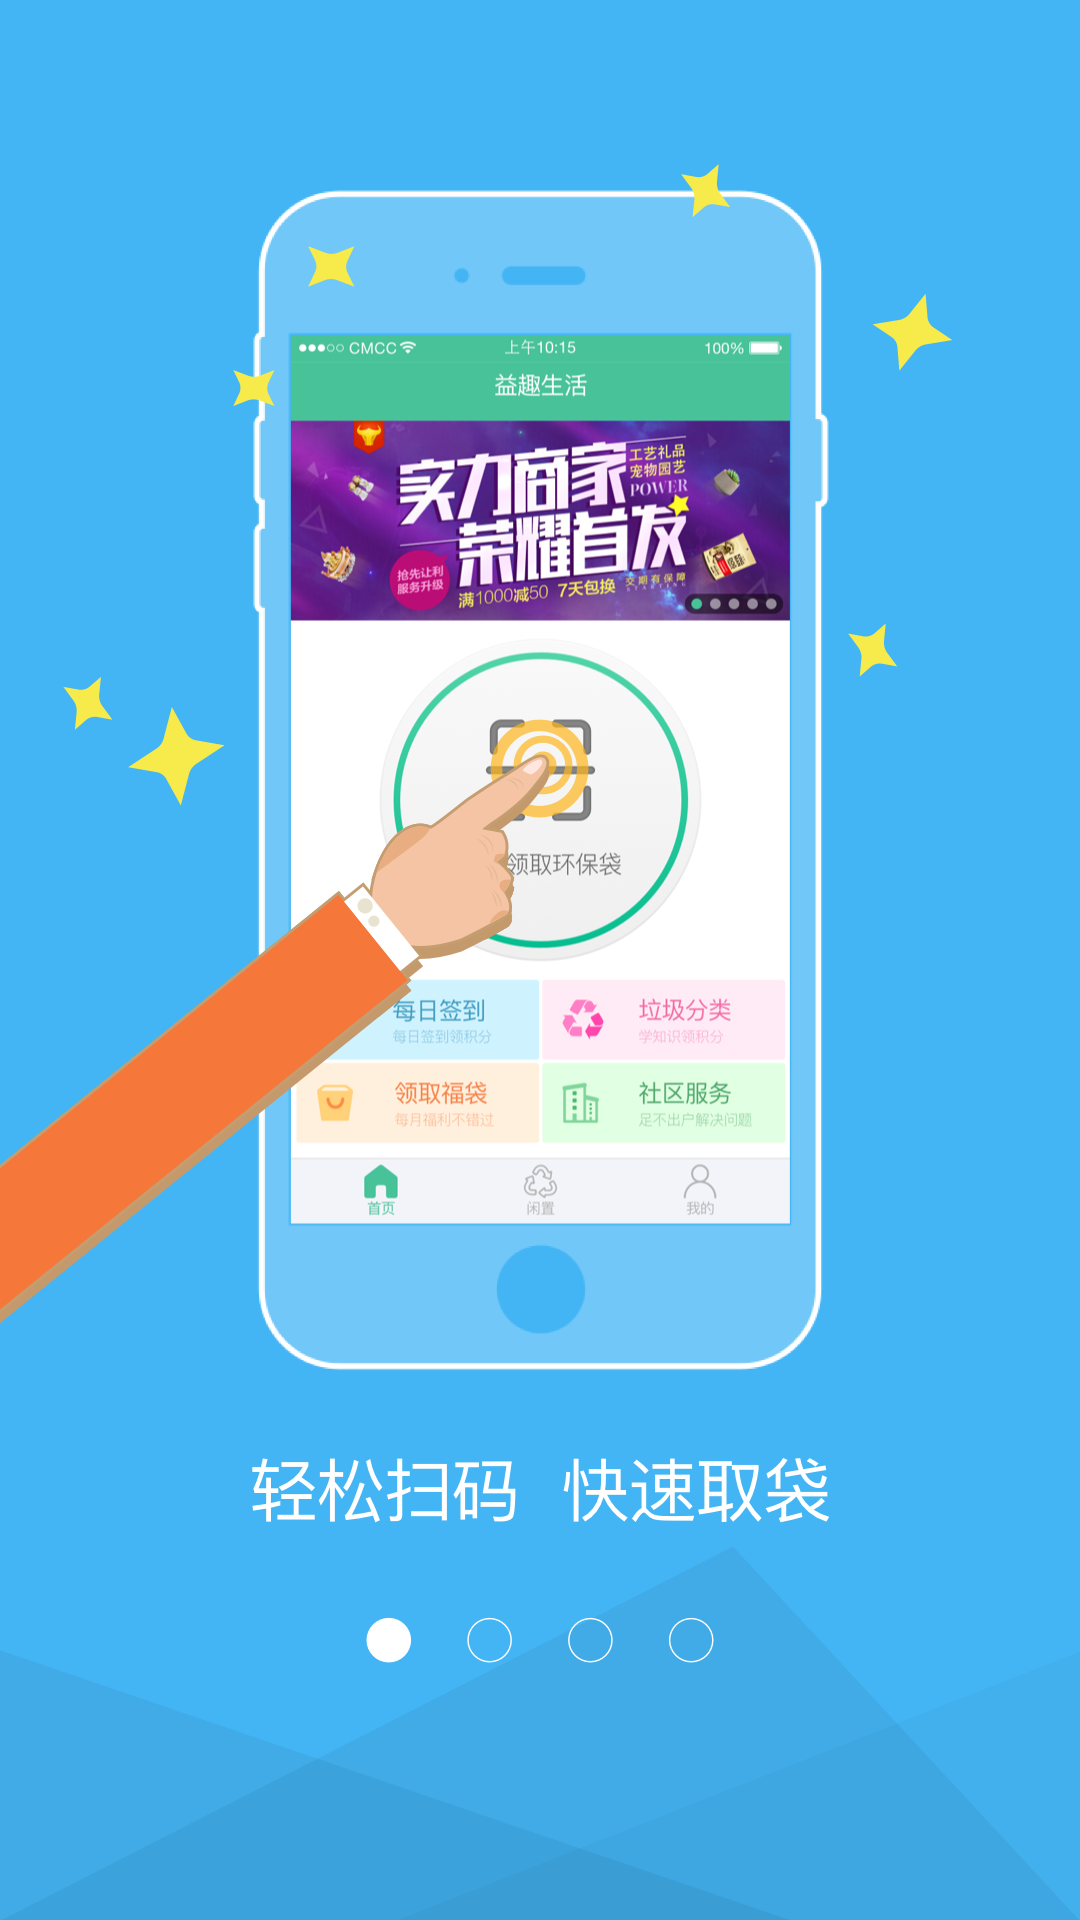 CMCC 上午10:15 100%
益趣生活
实力商家
工艺礼品
宠物园艺
POWER
荣耀首发
抢先让利
服务升级
满1000减50 7天包换
交期有保障
领取环保袋
每日签到
每日签到领积分
垃圾分类
学知识领积分
领取福袋
每月福利不错过
社区服务
足不出户解决问题
首页 闲置 我的
轻松扫码 快速取袋